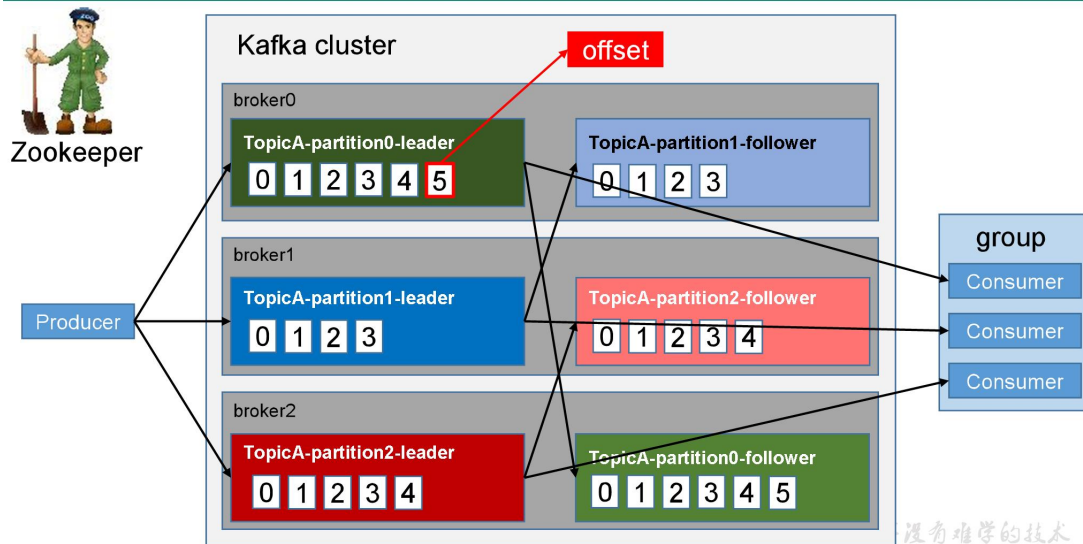 ZOO
Zookeeper
Kafka cluster
offset
broker0
TopicA-partition0-leader
0 1 2 3 4 5
TopicA-partition1-follower
0 1 2 3
broker1
TopicA-partition1-leader
0 1 2 3
TopicA-partition2-follower
0 1 2 3 4
broker2
TopicA-partition2-leader
0 1 2 3 4
TopicA-partition0-follower
0 1 2 3 4 5
Producer
group
Consumer
Consumer
Consumer
没有难学的技术